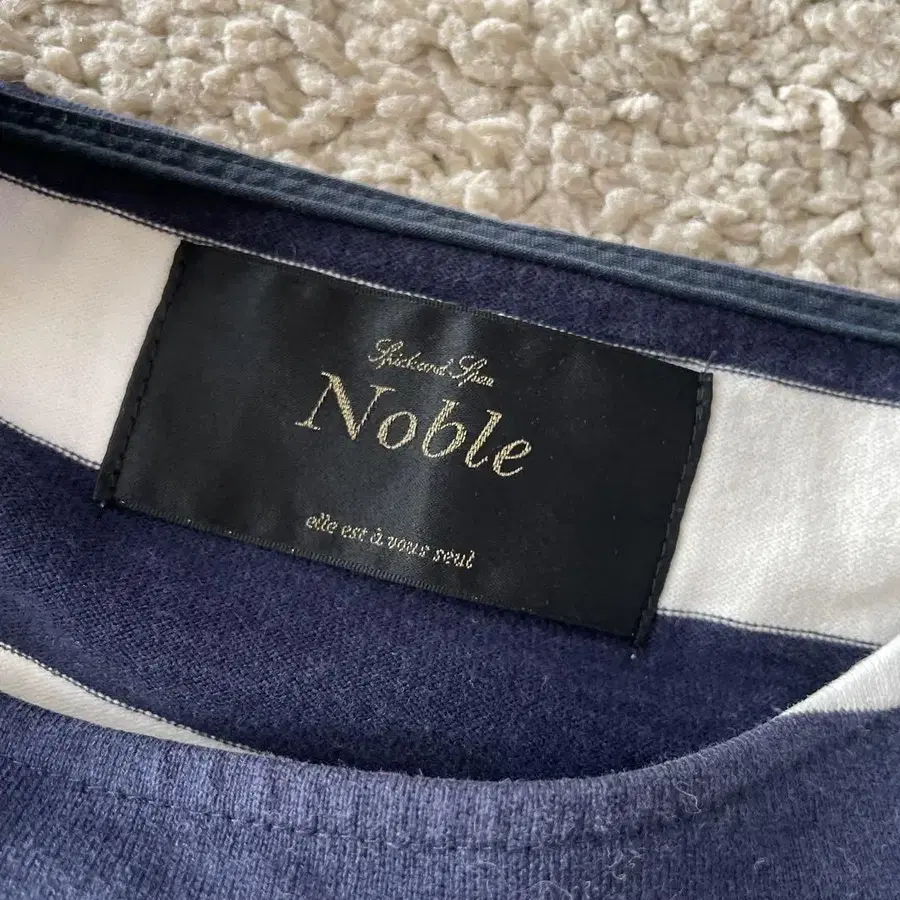 Spick and Span
Noble
elle est à vous seul